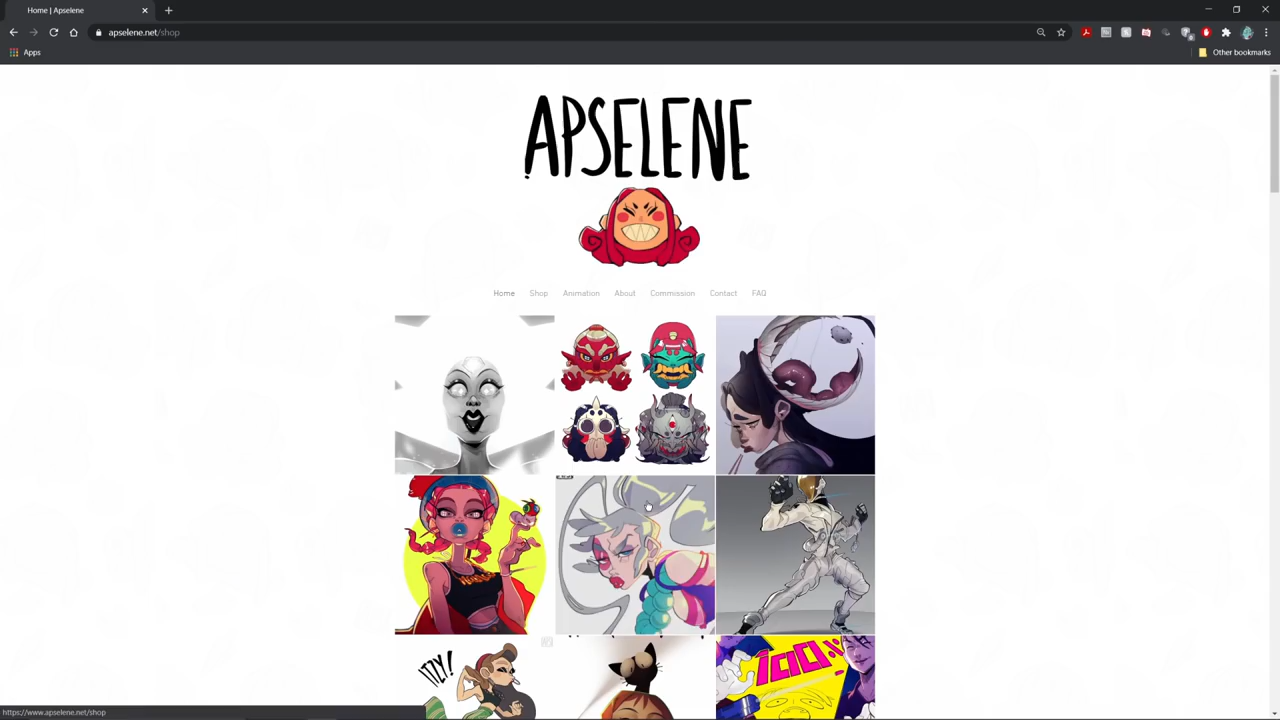 Home | Apselene
apselene.net/shop
Apps
Other bookmarks
APSELENE
Home Shop Animation About Commission Contact FAQ
ITZY!
https://www.apselene.net/shop